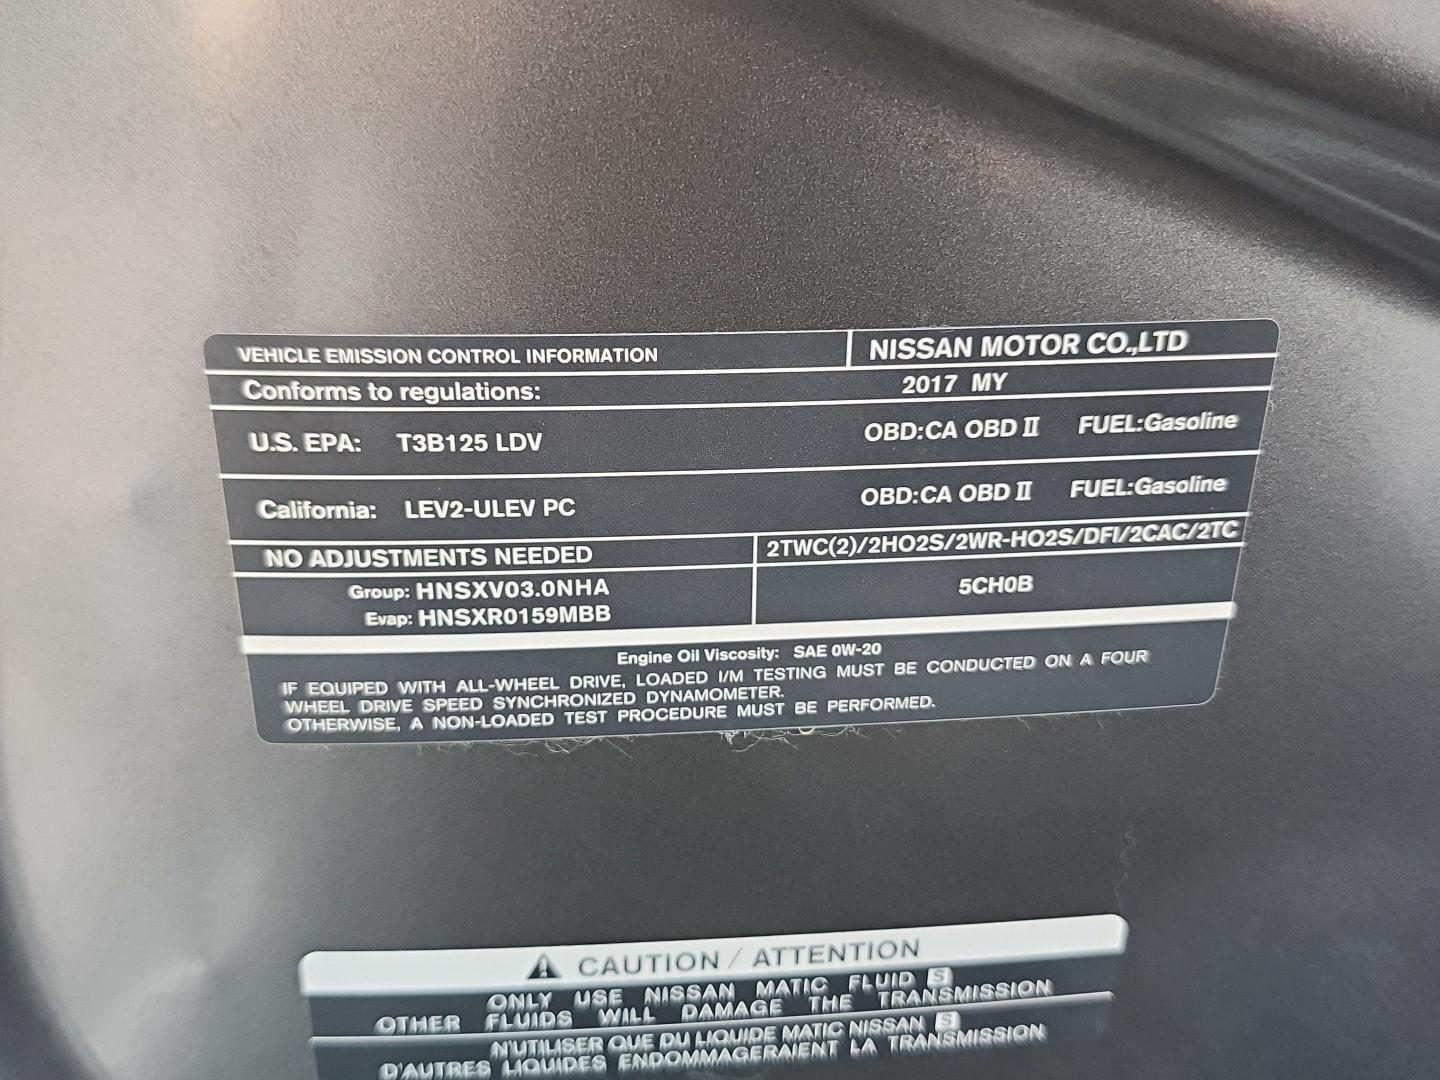 VEHICLE EMISSION CONTROL INFORMATION NISSAN MOTOR CO.,LTD
Conforms to regulations: 2017 MY
U.S. EPA: T3B125 LDV OBD:CA OBD II FUEL:Gasoline
California: LEV2-ULEV PC OBD:CA OBD II FUEL:Gasoline
NO ADJUSTMENTS NEEDED 2TWC(2)/2HO2S/2WR-HO2S/DFI/2CAC/2TC
Group: HNSXV03.0NHA 5CH0B
Evap: HNSXR0159MBB
Engine Oil Viscosity: SAE 0W-20
IF EQUIPED WITH ALL-WHEEL DRIVE, LOADED I/M TESTING MUST BE CONDUCTED ON A FOUR
WHEEL DRIVE SPEED SYNCHRONIZED DYNAMOMETER.
OTHERWISE, A NON-LOADED TEST PROCEDURE MUST BE PERFORMED.
CAUTION / ATTENTION
ONLY USE NISSAN MATIC FLUID S
OTHER FLUIDS WILL DAMAGE THE TRANSMISSION
N'UTILISER QUE DU LIQUIDE MATIC NISSAN S
D'AUTRES LIQUIDES ENDOMMAGERAIENT LA TRANSMISSION